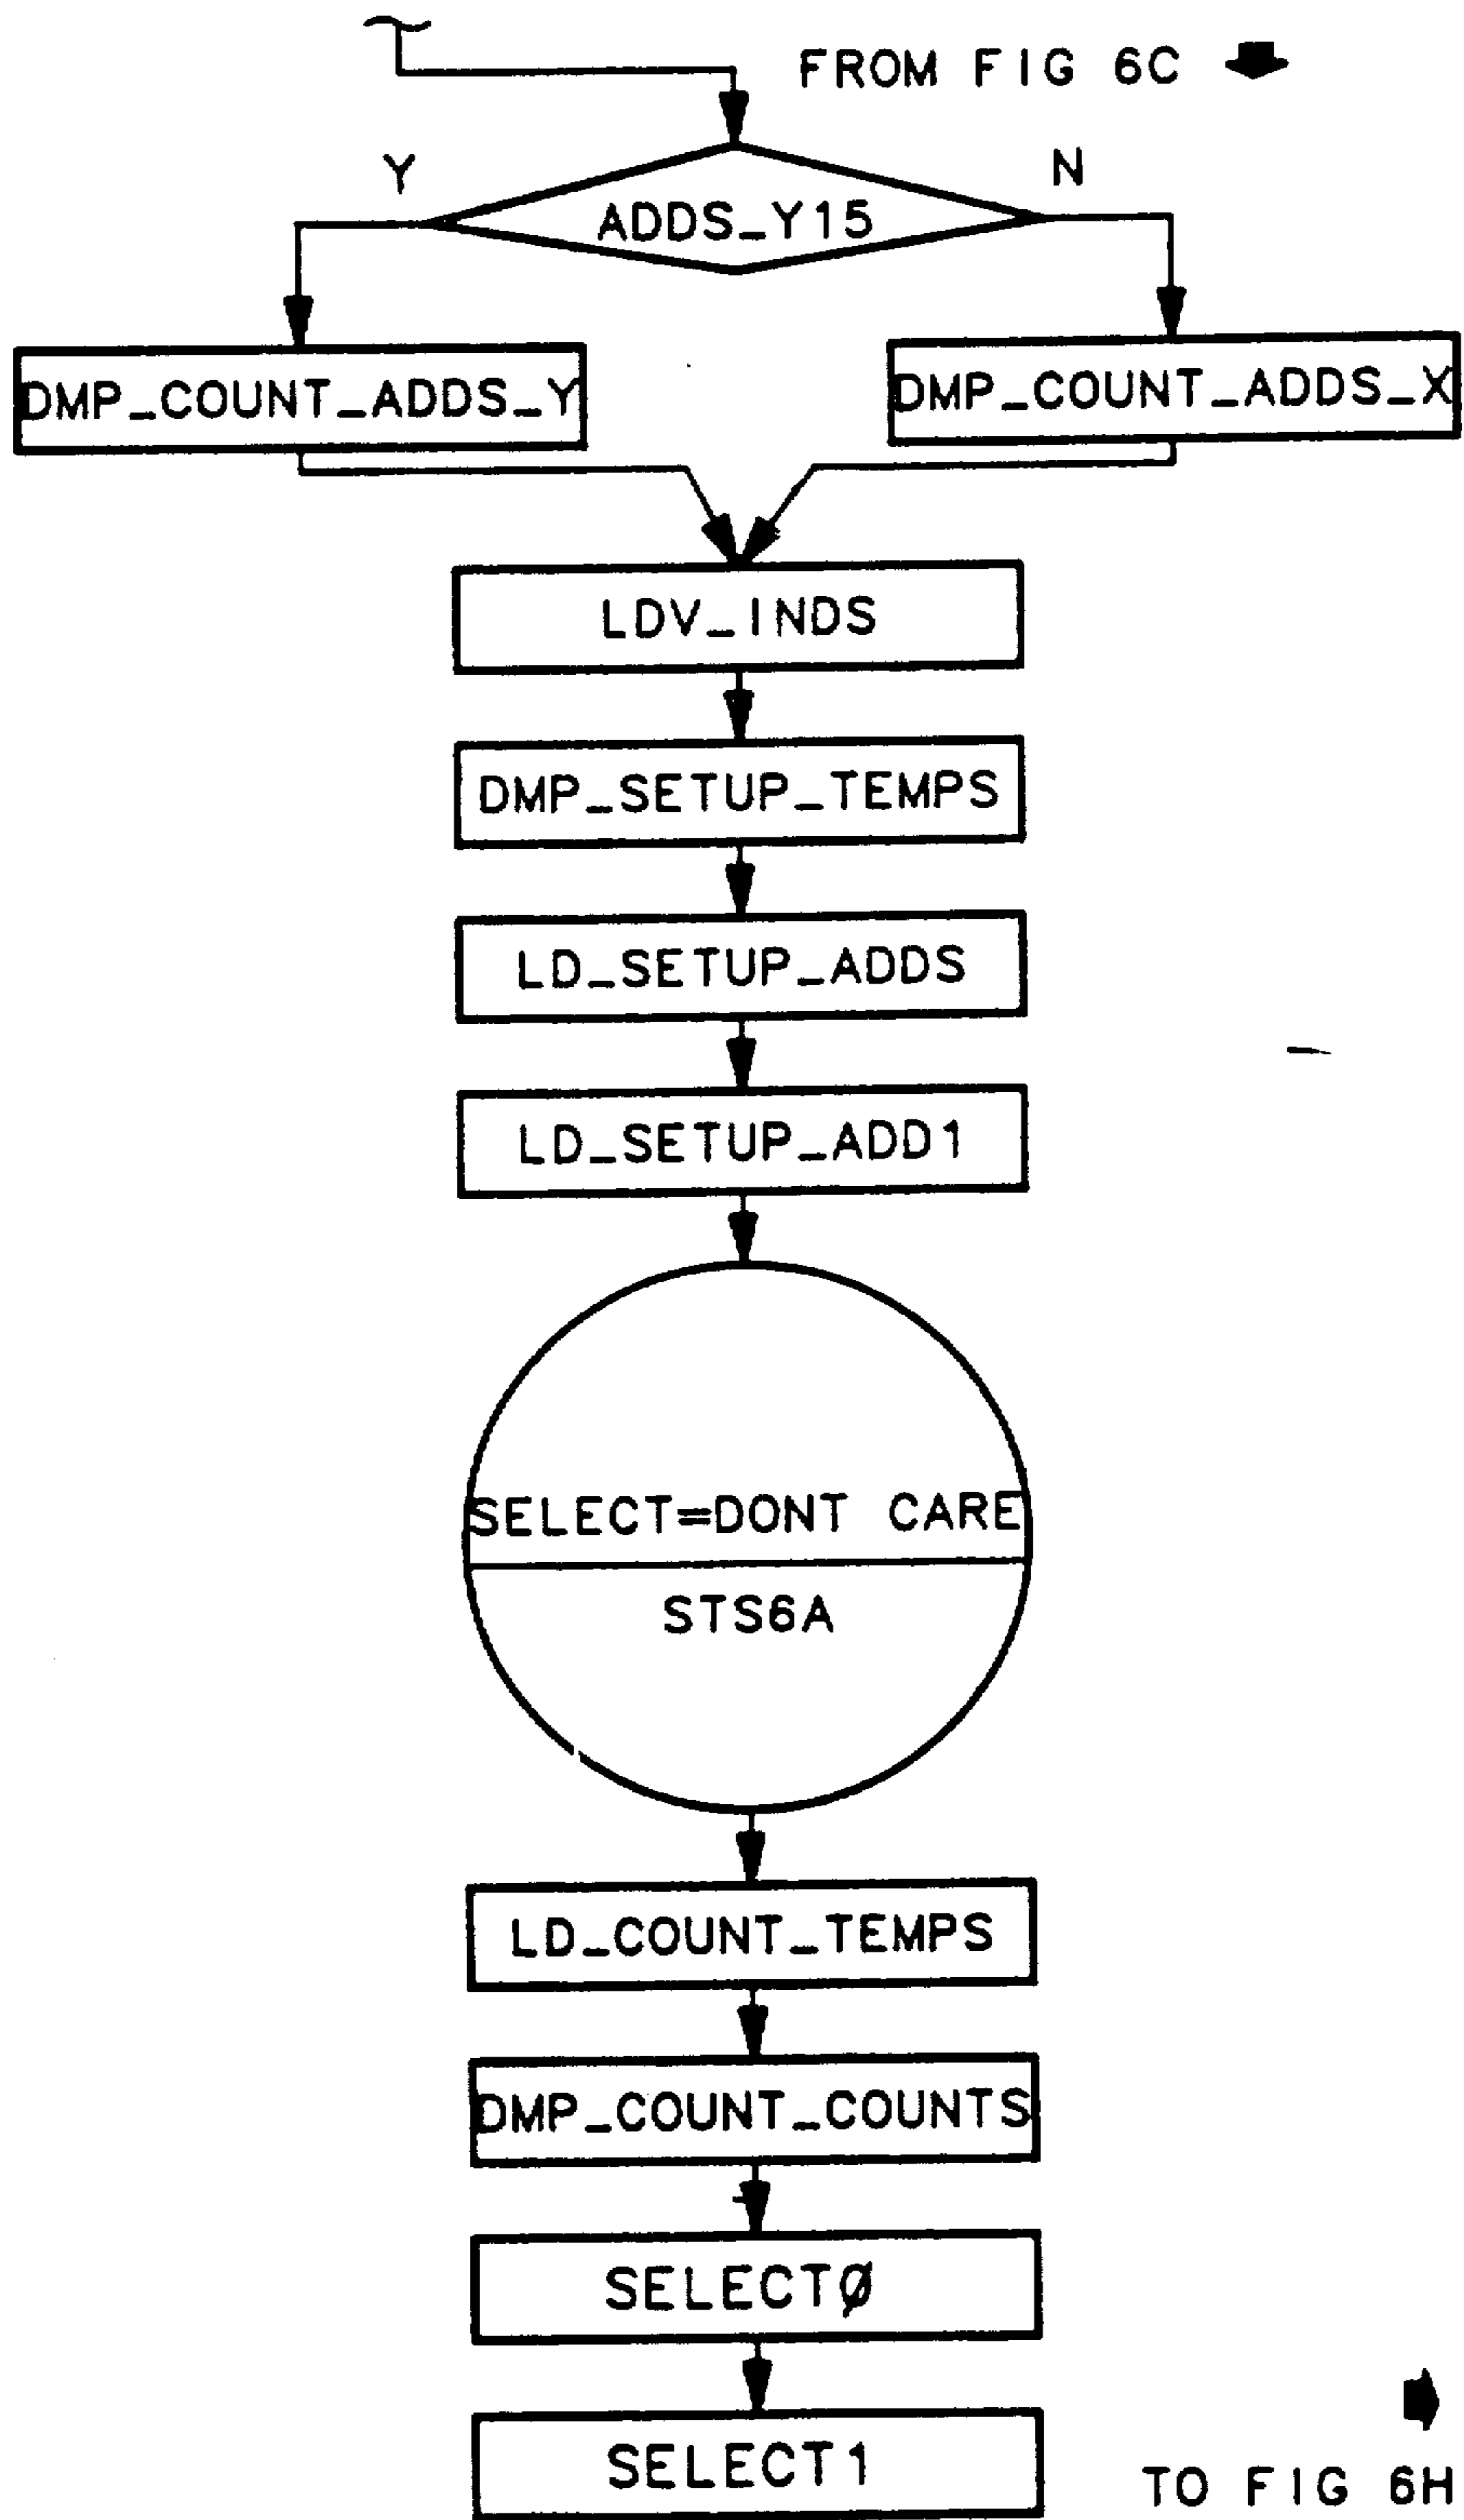 FROM FIG 6C
Y
N
ADDS_Y15
DMP_COUNT_ADDS_Y
DMP_COUNT_ADDS_X
LDV_INDS
DMP_SETUP_TEMPS
LD_SETUP_ADDS
LD_SETUP_ADD1
SELECT=DONT CARE
STS6A
LD_COUNT_TEMPS
DMP_COUNT_COUNTS
SELECTØ
SELECT1
TO FIG 6H